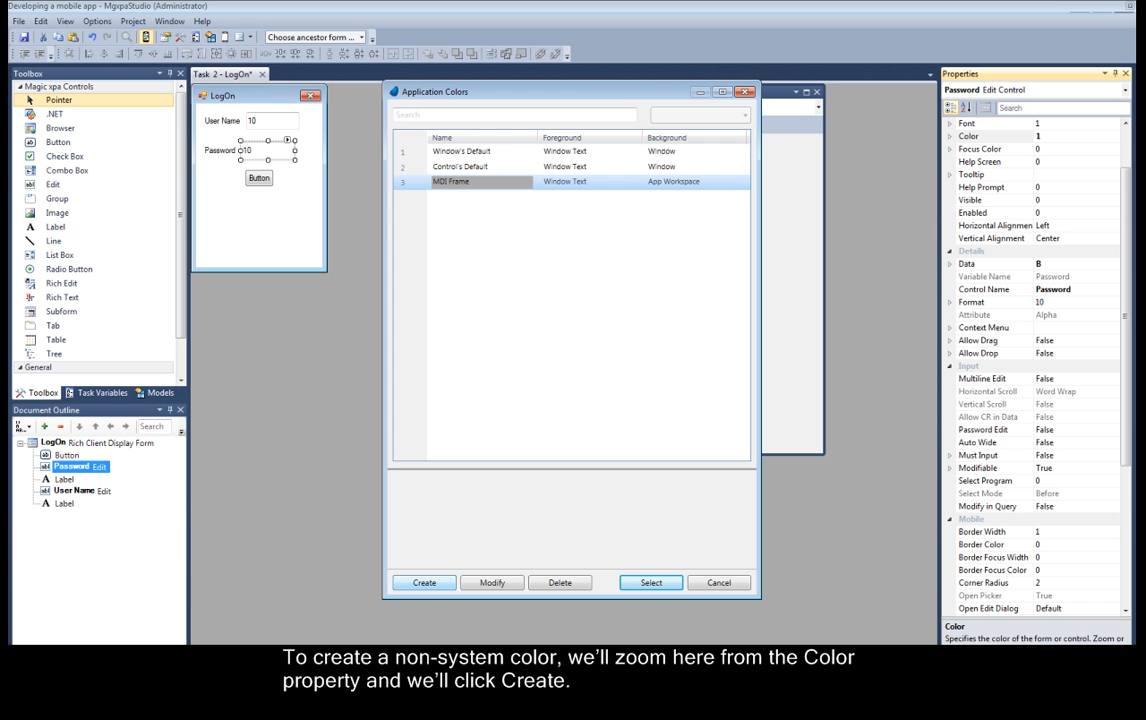 Developing a mobile app - MgxpaStudio (Administrator)
File Edit View Options Project Window Help
Choose ancestor form ...
Toolbox
Magic xpa Controls
Pointer
.NET
Browser
Button
Check Box
Combo Box
Edit
Group
Image
Label
Line
List Box
Radio Button
Rich Edit
Rich Text
Subform
Tab
Table
Tree
General
Toolbox Task Variables Models
Document Outline
Search
LogOn Rich Client Display Form
Button
Password Edit
Label
User Name Edit
Label
Task 2 - LogOn*
LogOn
User Name 10
Password 10
Button
Application Colors
Search
Name Foreground Background
1 Window's Default Window Text Window
2 Control's Default Window Text Window
3 MDI Frame Window Text App Workspace
Create Modify Delete Select Cancel
Properties
Password Edit Control
Search
Font 1
Color 1
Focus Color 0
Help Screen 0
Tooltip
Help Prompt 0
Visible 0
Enabled 0
Horizontal Alignmen Left
Vertical Alignment Center
Details
Data B
Variable Name Password
Control Name Password
Format 10
Attribute Alpha
Context Menu
Allow Drag False
Allow Drop False
Input
Multiline Edit False
Horizontal Scroll Word Wrap
Vertical Scroll False
Allow CR in Data False
Password Edit False
Auto Wide False
Must Input False
Modifiable True
Select Program 0
Select Mode Before
Modify in Query False
Mobile
Border Width 1
Border Color 0
Border Focus Width 0
Border Focus Color 0
Corner Radius 2
Open Picker True
Open Edit Dialog Default
Color
Specifies the color of the form or control. Zoom or
To create a non-system color, we'll zoom here from the Color
property and we'll click Create.